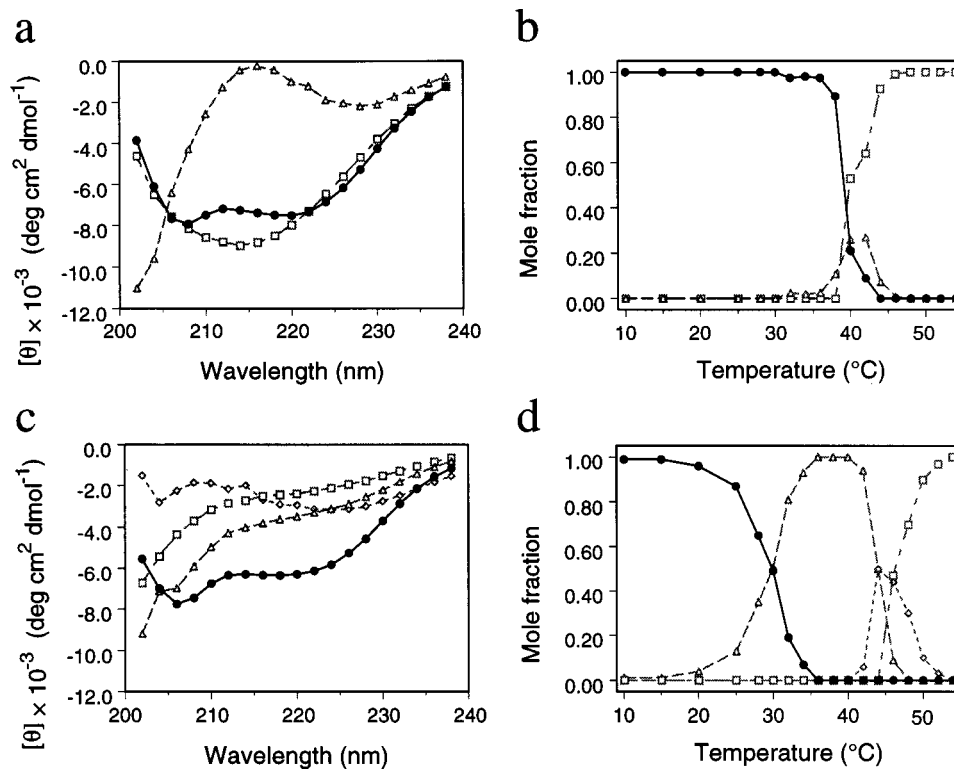 a
[θ] × 10⁻³ (deg cm² dmol⁻¹)
0.0
-2.0
-4.0
-6.0
-8.0
-10.0
-12.0
200 210 220 230 240
Wavelength (nm)
b
Mole fraction
1.00
0.80
0.60
0.40
0.20
0.00
10 20 30 40 50
Temperature (°C)
c
[θ] × 10⁻³ (deg cm² dmol⁻¹)
0.0
-2.0
-4.0
-6.0
-8.0
-10.0
-12.0
200 210 220 230 240
Wavelength (nm)
d
Mole fraction
1.00
0.80
0.60
0.40
0.20
0.00
10 20 30 40 50
Temperature (°C)